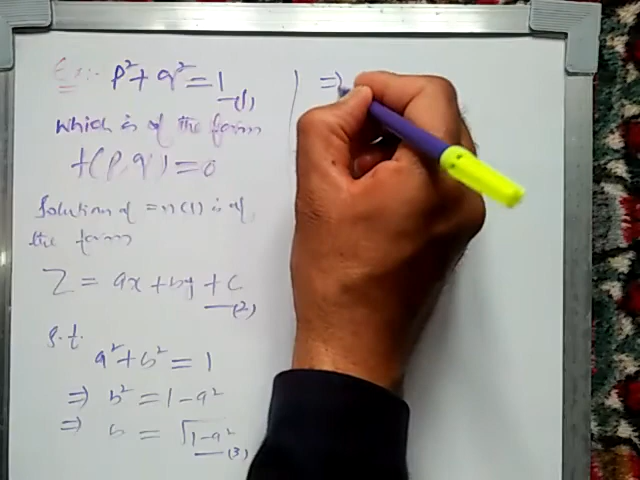 Ex:- p² + q² = 1 —(1)
which is of the form
f(p, q) = 0
Solution of =n (1) is of
the form
Z = ax + by + c —(2)
s.t.
a² + b² = 1
⇒ b² = 1 - a²
⇒ b = √1-a² —(3)
⇒